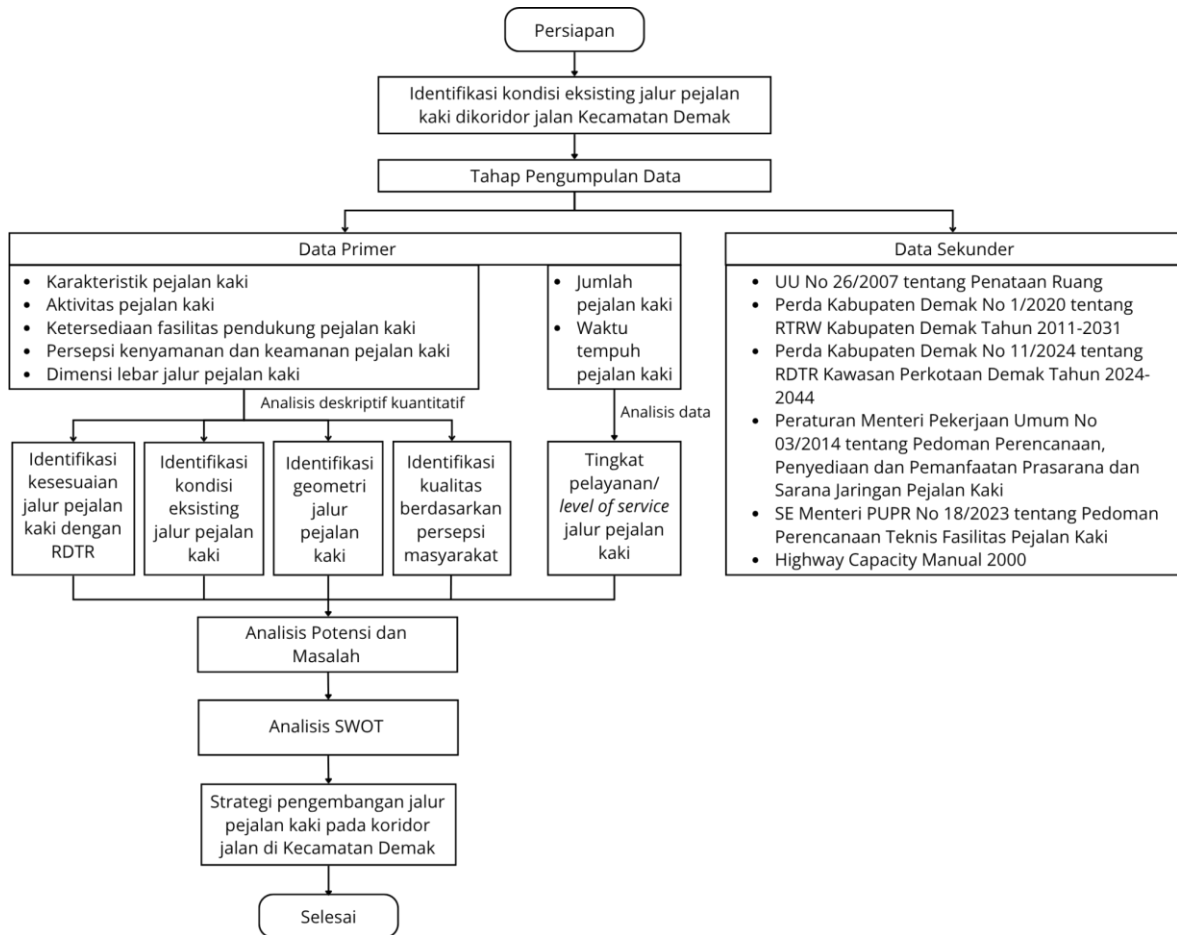 Persiapan
Identifikasi kondisi eksisting jalur pejalan
kaki dikoridor jalan Kecamatan Demak
Tahap Pengumpulan Data
Data Primer
• Karakteristik pejalan kaki
• Aktivitas pejalan kaki
• Ketersediaan fasilitas pendukung pejalan kaki
• Persepsi kenyamanan dan keamanan pejalan kaki
• Dimensi lebar jalur pejalan kaki
• Jumlah
pejalan kaki
• Waktu
tempuh
pejalan kaki
Data Sekunder
• UU No 26/2007 tentang Penataan Ruang
• Perda Kabupaten Demak No 1/2020 tentang
RTRW Kabupaten Demak Tahun 2011-2031
• Perda Kabupaten Demak No 11/2024 tentang
RDTR Kawasan Perkotaan Demak Tahun 2024-
2044
• Peraturan Menteri Pekerjaan Umum No
03/2014 tentang Pedoman Perencanaan,
Penyediaan dan Pemanfaatan Prasarana dan
Sarana Jaringan Pejalan Kaki
• SE Menteri PUPR No 18/2023 tentang Pedoman
Perencanaan Teknis Fasilitas Pejalan Kaki
• Highway Capacity Manual 2000
Analisis deskriptif kuantitatif
Analisis data
Identifikasi
kesesuaian
jalur pejalan
kaki dengan
RDTR
Identifikasi
kondisi
eksisting
jalur pejalan
kaki
Identifikasi
geometri
jalur
pejalan
kaki
Identifikasi
kualitas
berdasarkan
persepsi
masyarakat
Tingkat
pelayanan/
level of service
jalur pejalan
kaki
Analisis Potensi dan
Masalah
Analisis SWOT
Strategi pengembangan jalur
pejalan kaki pada koridor
jalan di Kecamatan Demak
Selesai